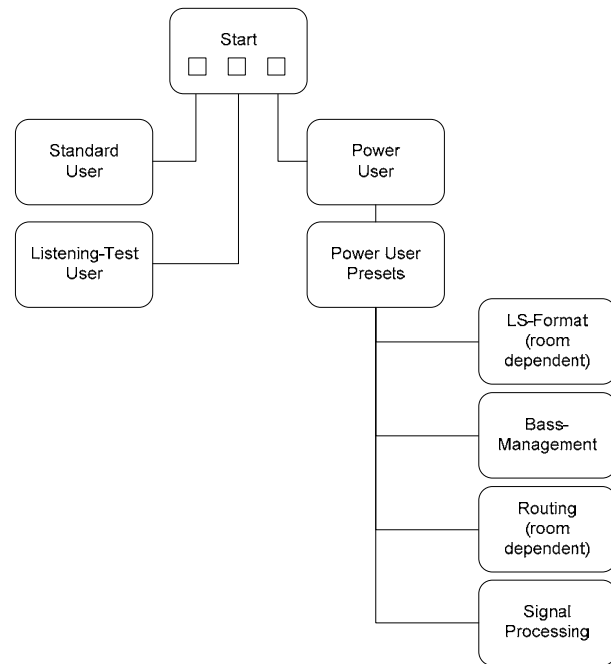 Start
Standard
User
Power
User
Listening-Test
User
Power User
Presets
LS-Format
(room
dependent)
Bass-
Management
Routing
(room
dependent)
Signal
Processing